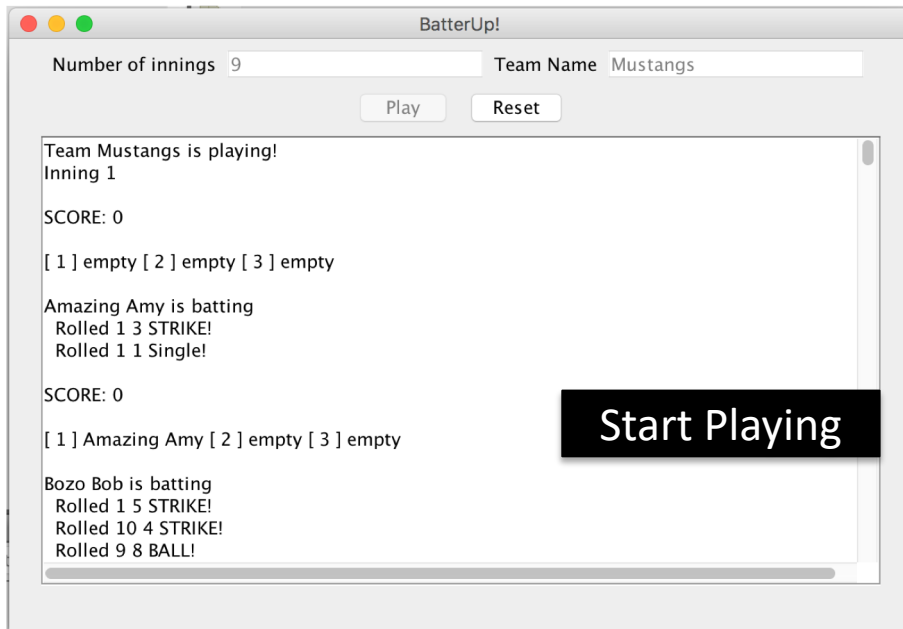 BatterUp!
Number of innings 9 Team Name Mustangs
Play Reset
Team Mustangs is playing!
Inning 1
SCORE: 0
[ 1 ] empty [ 2 ] empty [ 3 ] empty
Amazing Amy is batting
Rolled 1 3 STRIKE!
Rolled 1 1 Single!
SCORE: 0
[ 1 ] Amazing Amy [ 2 ] empty [ 3 ] empty
Start Playing
Bozo Bob is batting
Rolled 1 5 STRIKE!
Rolled 10 4 STRIKE!
Rolled 9 8 BALL!